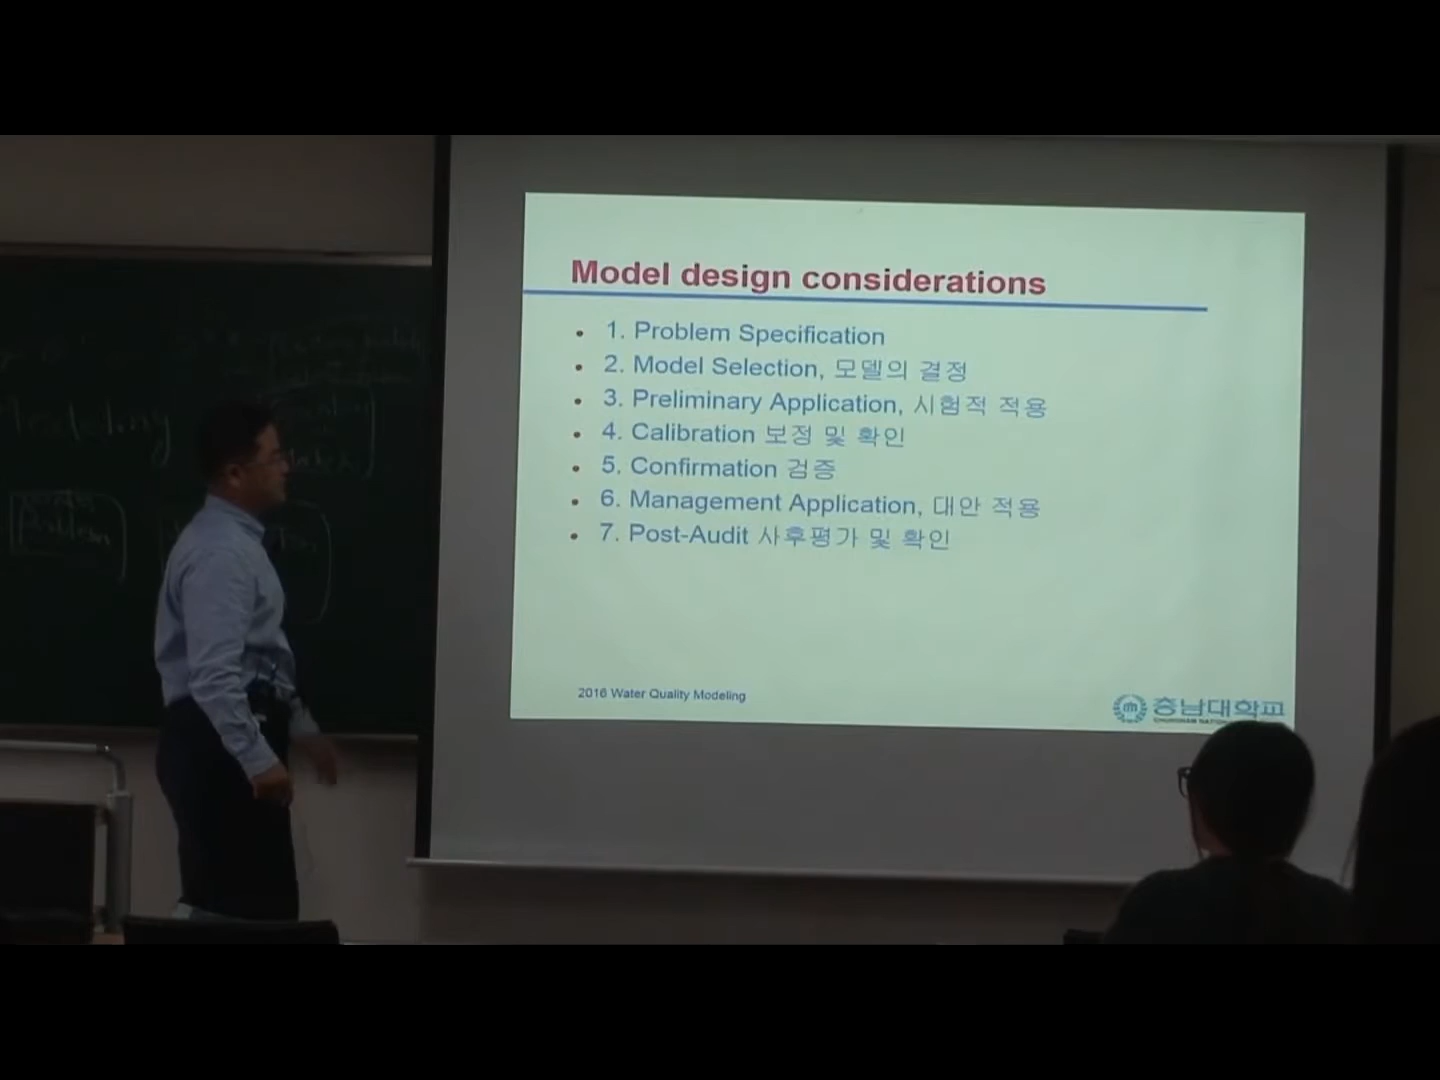 Modeling
problem
Model design considerations
• 1. Problem Specification
• 2. Model Selection, 모델의 결정
• 3. Preliminary Application, 시험적 적용
• 4. Calibration 보정 및 확인
• 5. Confirmation 검증
• 6. Management Application, 대안 적용
• 7. Post-Audit 사후평가 및 확인
2016 Water Quality Modeling
충남대학교
CHUNGNAM